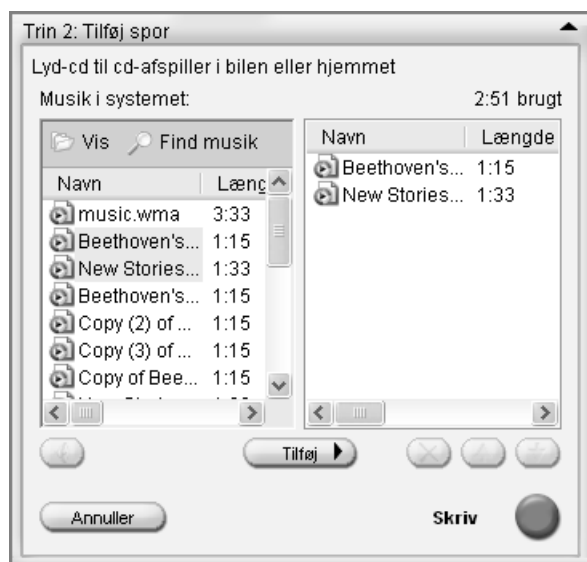 Trin 2: Tilføj spor
Lyd-cd til cd-afspiller i bilen eller hjemmet
Musik i systemet: 2:51 brugt
Vis Find musik
Navn Læng
music.wma 3:33
Beethoven's... 1:15
New Stories... 1:33
Beethoven's... 1:15
Copy (2) of ... 1:15
Copy (3) of ... 1:15
Copy of Bee... 1:15
Navn Længde
Beethoven's... 1:15
New Stories... 1:33
Tilføj
Annuller Skriv